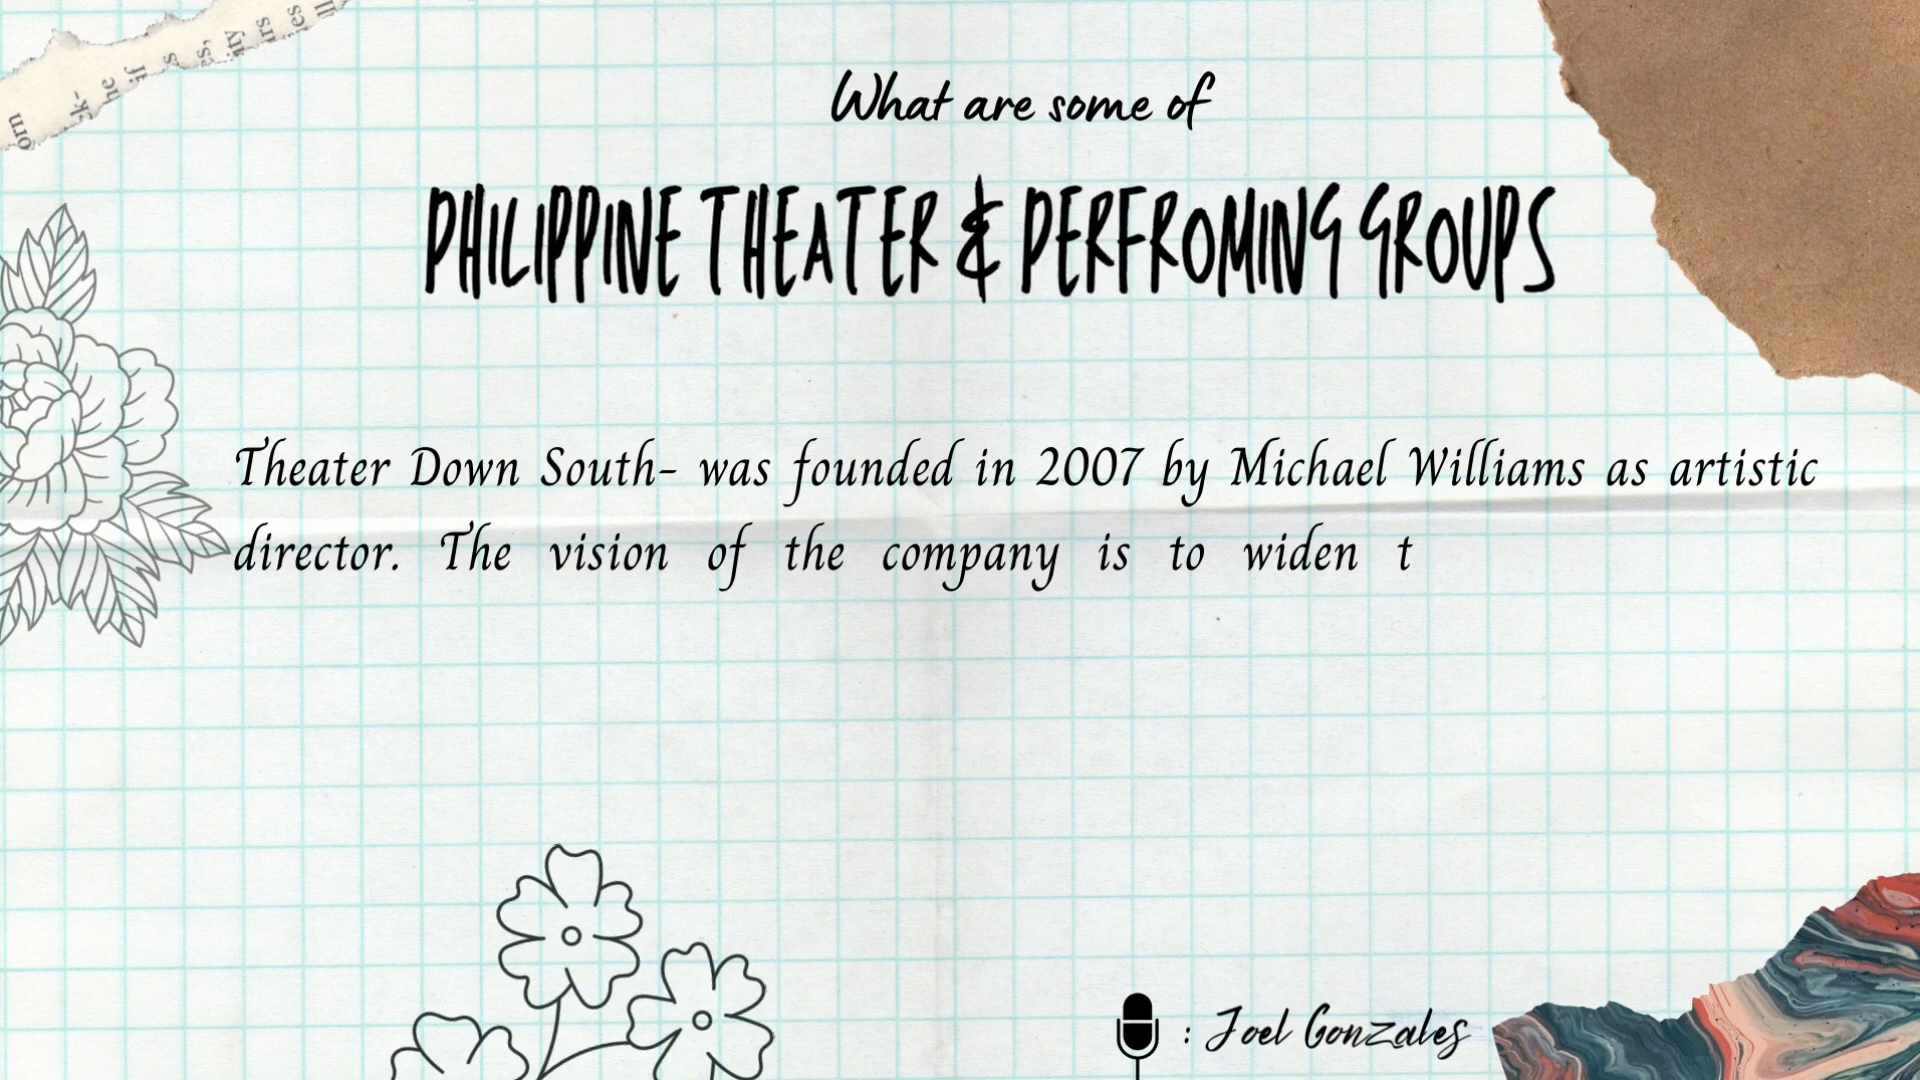 What are some of
PHILIPPINE THEATER & PERFROMING GROUPS
Theater Down South- was founded in 2007 by Michael Williams as artistic
director. The vision of the company is to widen t
: Joel Gonzales